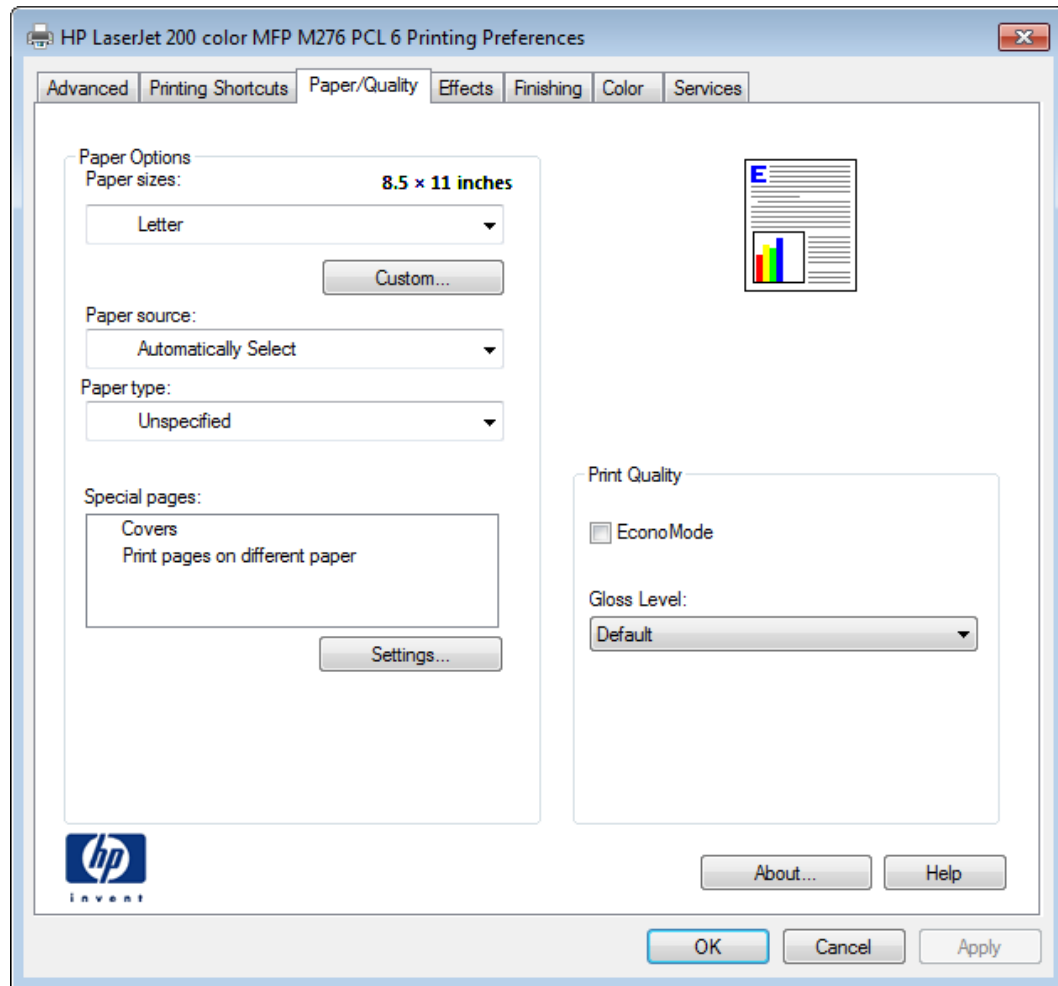 HP LaserJet 200 color MFP M276 PCL 6 Printing Preferences
Advanced Printing Shortcuts Paper/Quality Effects Finishing Color Services
Paper Options
Paper sizes: 8.5 × 11 inches
Letter
Custom...
Paper source:
Automatically Select
Paper type:
Unspecified
Special pages:
Covers
Print pages on different paper
Settings...
E
Print Quality
EconoMode
Gloss Level:
Default
hp
invent
About... Help
OK Cancel Apply